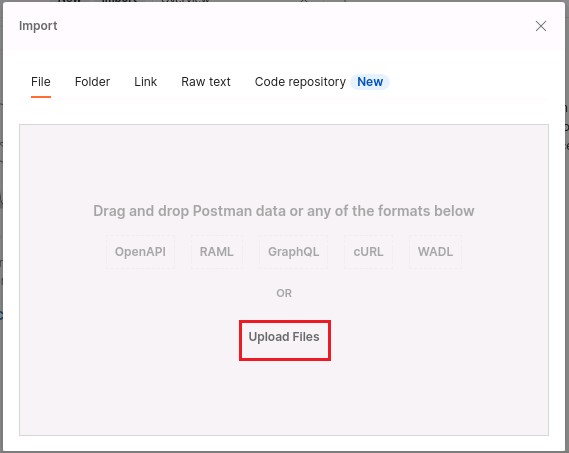 Import
File Folder Link Raw text Code repository New
Drag and drop Postman data or any of the formats below
OpenAPI RAML GraphQL cURL WADL
OR
Upload Files